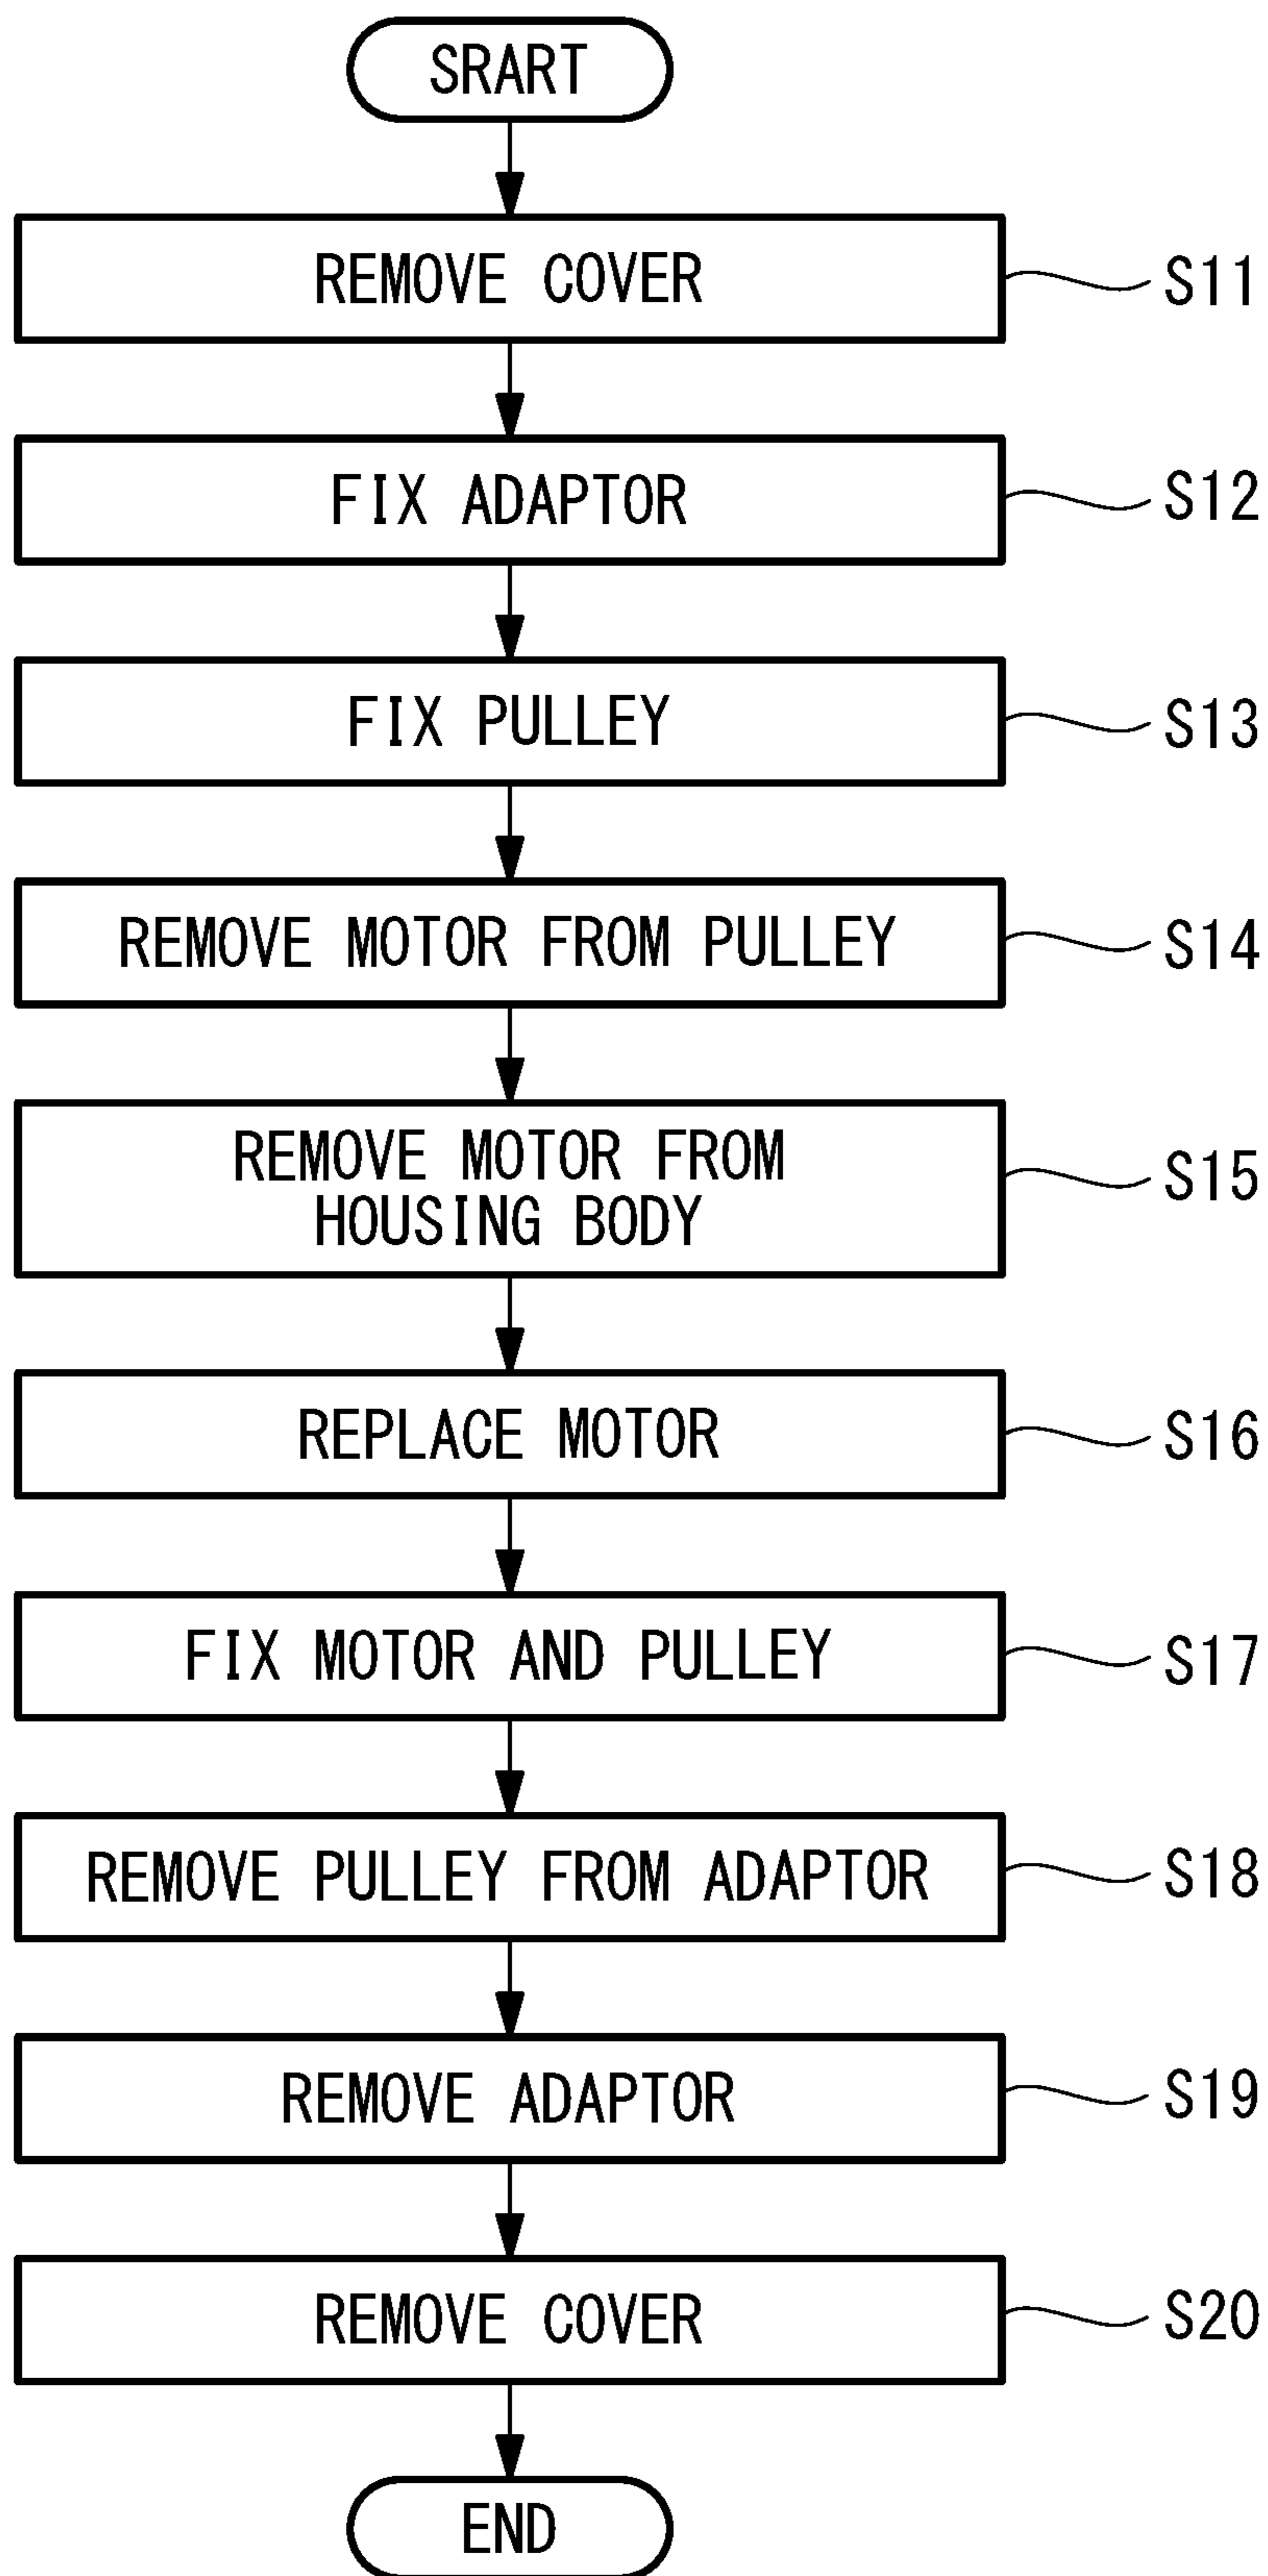 SRART
REMOVE COVER
S11
FIX ADAPTOR
S12
FIX PULLEY
S13
REMOVE MOTOR FROM PULLEY
S14
REMOVE MOTOR FROM
HOUSING BODY
S15
REPLACE MOTOR
S16
FIX MOTOR AND PULLEY
S17
REMOVE PULLEY FROM ADAPTOR
S18
REMOVE ADAPTOR
S19
REMOVE COVER
S20
END